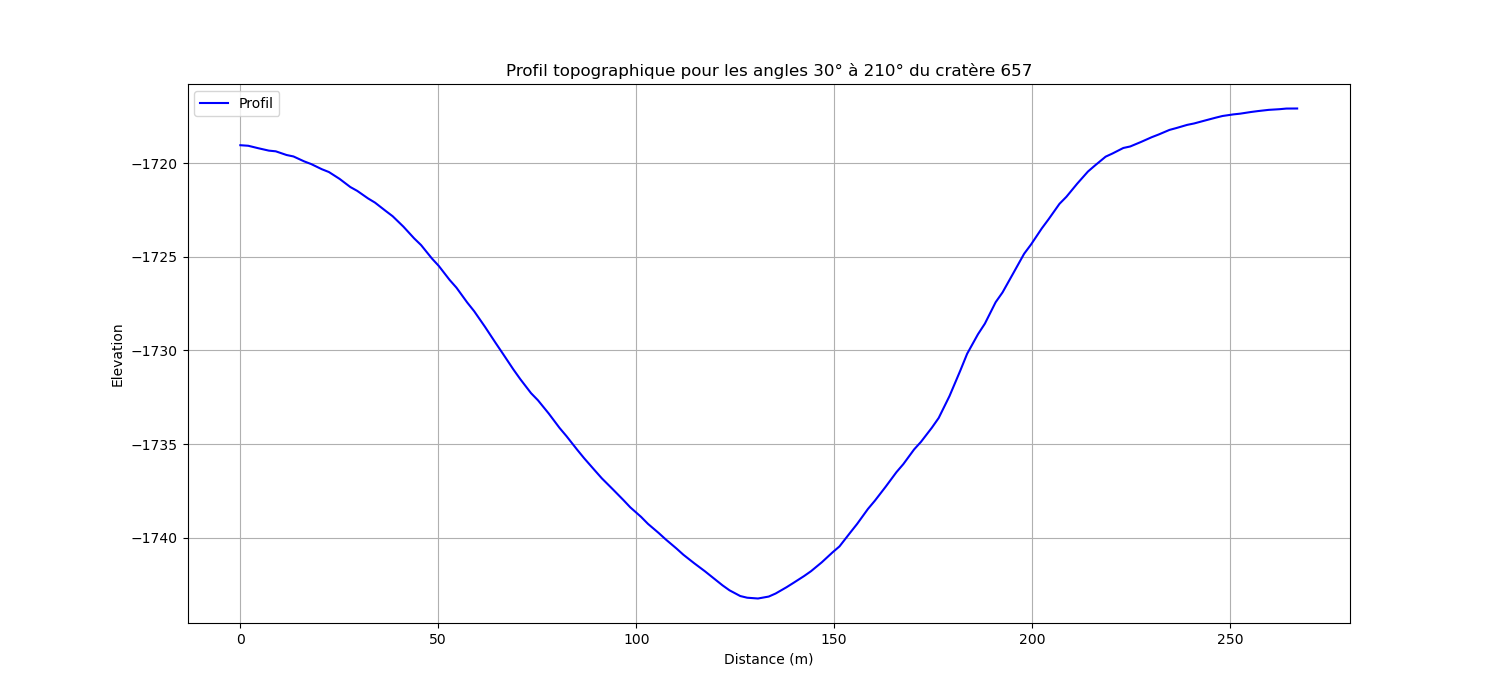 Profil topographique pour les angles 30° à 210° du cratère 657
Profil
Elevation
−1720
−1725
−1730
−1735
−1740
0
50
100
150
200
250
Distance (m)